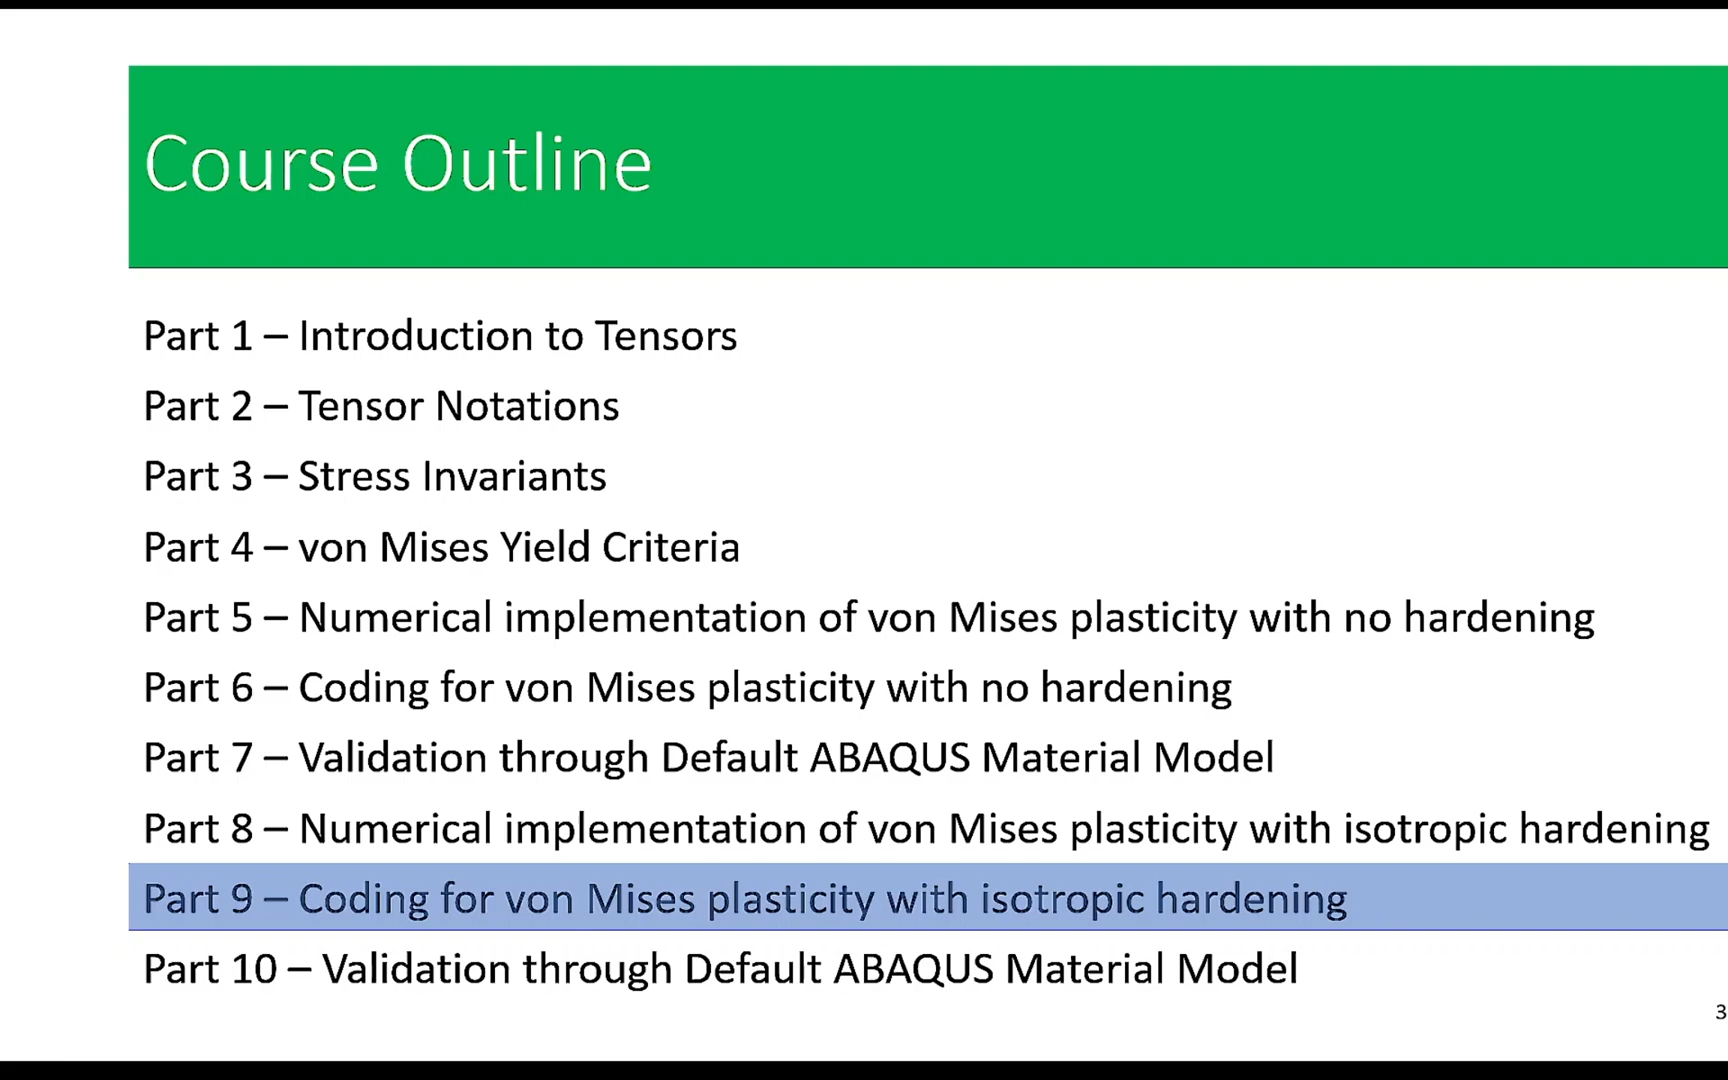 Course Outline
Part 1 – Introduction to Tensors
Part 2 – Tensor Notations
Part 3 – Stress Invariants
Part 4 – von Mises Yield Criteria
Part 5 – Numerical implementation of von Mises plasticity with no hardening
Part 6 – Coding for von Mises plasticity with no hardening
Part 7 – Validation through Default ABAQUS Material Model
Part 8 – Numerical implementation of von Mises plasticity with isotropic hardening
Part 9 – Coding for von Mises plasticity with isotropic hardening
Part 10 – Validation through Default ABAQUS Material Model
3